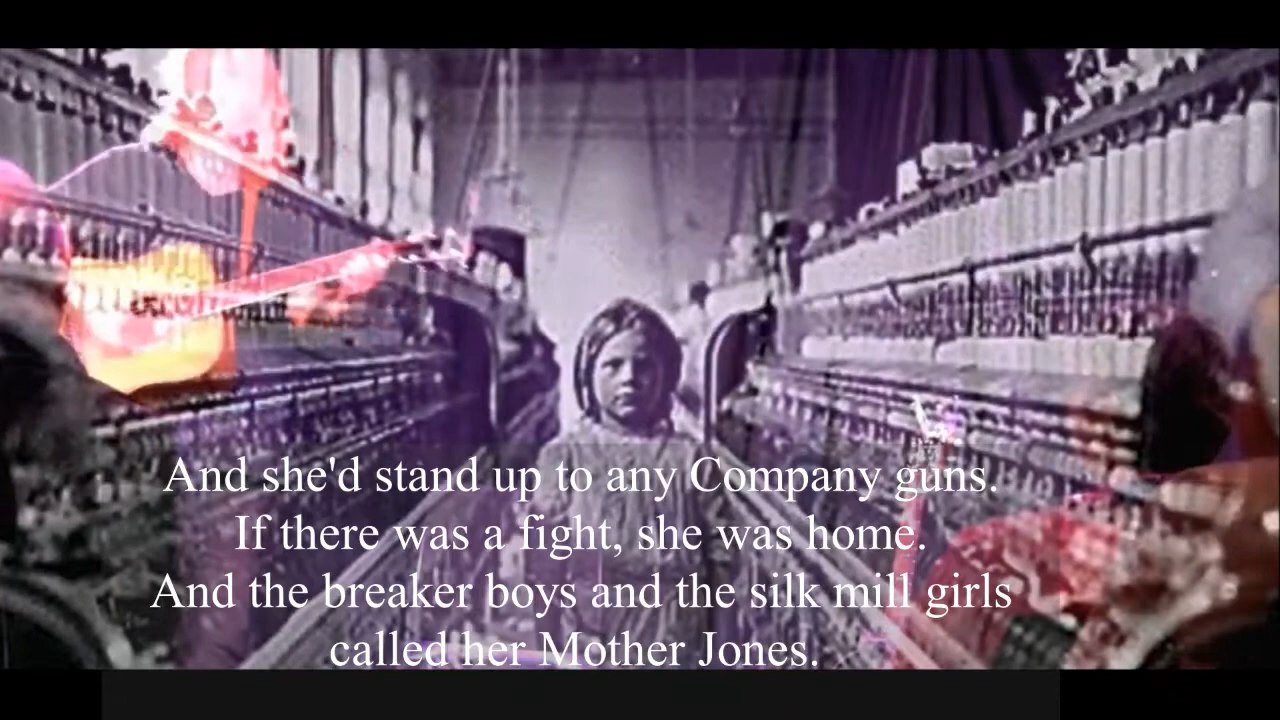 And she'd stand up to any Company guns.
If there was a fight, she was home.
And the breaker boys and the silk mill girls
called her Mother Jones.